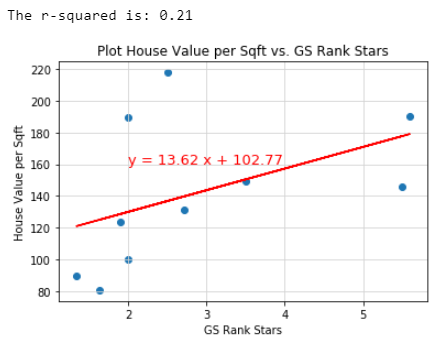 The r-squared is: 0.21
Plot House Value per Sqft vs. GS Rank Stars
220
200
180
160
140
120
100
80
House Value per Sqft
y = 13.62 x + 102.77
2
3
4
5
GS Rank Stars